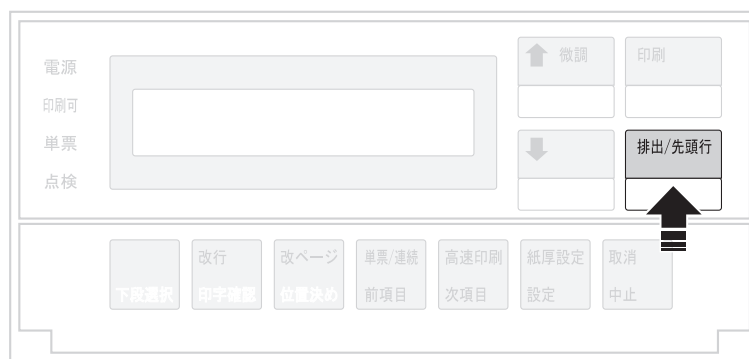 電源
印刷可
単票
点検
微調
印刷
排出/先頭行
改行
改ページ
単票/連続
高速印刷
紙厚設定
取消
下段選択
印字確認
位置決め
前項目
次項目
設定
中止